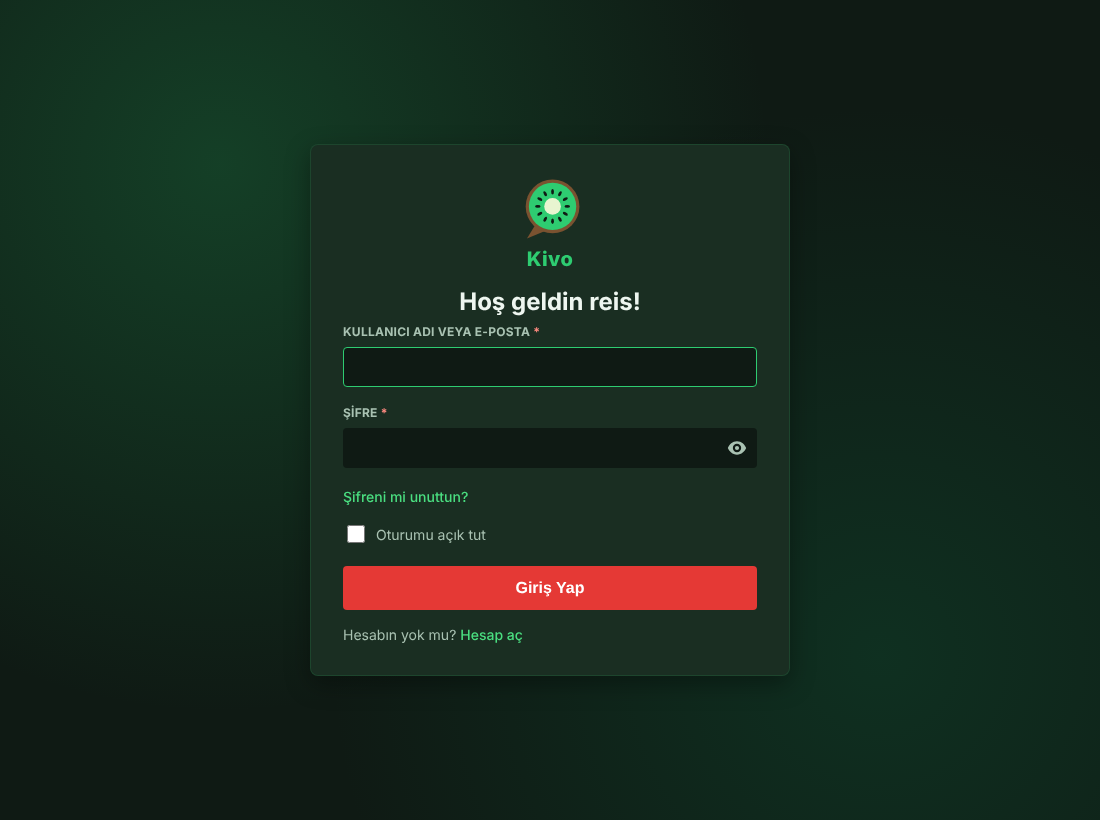 Kivo
Hoş geldin reis!
KULLANICI ADI VEYA E-POSTA *
ŞİFRE *
Şifreni mi unuttun?
Oturumu açık tut
Giriş Yap
Hesabın yok mu? Hesap aç